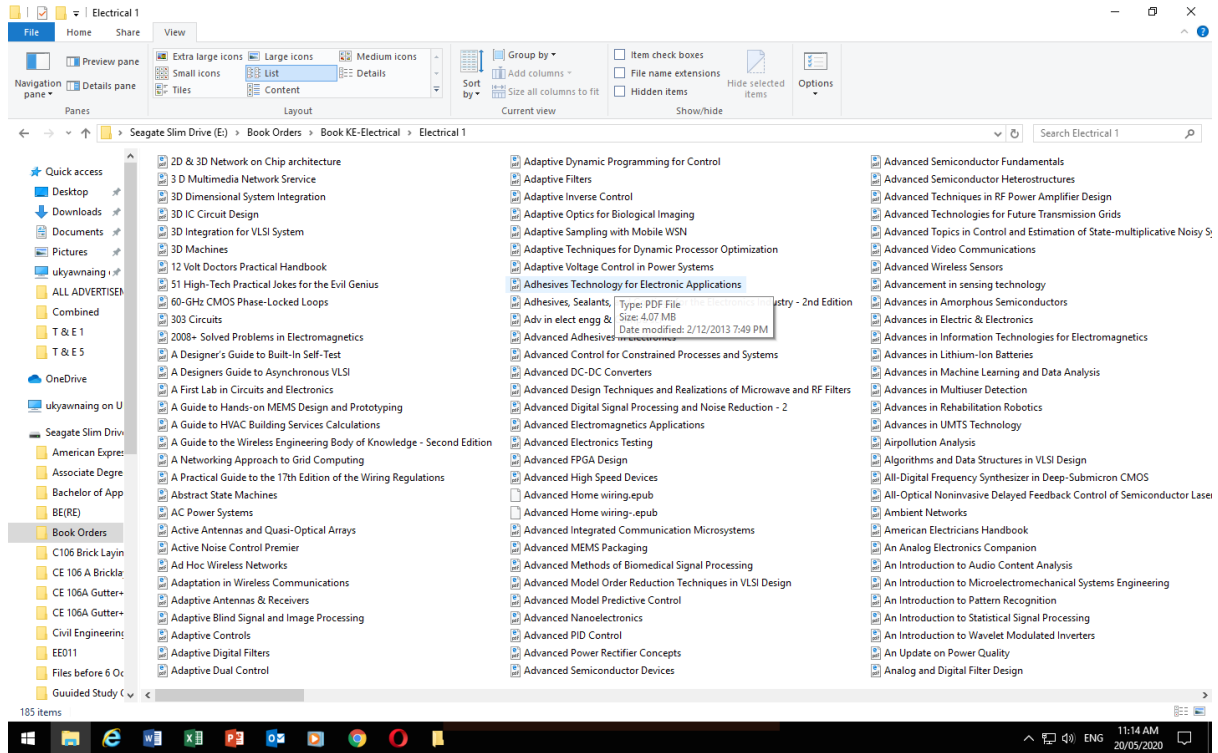 Electrical 1
File Home Share View
Preview pane
Navigation pane
Details pane
Panes
Extra large icons Large icons Medium icons
Small icons List Details
Tiles Content
Layout
Sort by
Group by
Add columns
Size all columns to fit
Current view
Item check boxes
File name extensions
Hidden items
Hide selected items
Show/hide
Options
Seagate Slim Drive (E:) > Book Orders > Book KE-Electrical > Electrical 1
Search Electrical 1
Quick access
Desktop
Downloads
Documents
Pictures
ukyawnaing
ALL ADVERTISEN
Combined
T & E 1
T & E 5
OneDrive
ukyawnaing on U
Seagate Slim Driv
American Expres
Associate Degre
Bachelor of App
BE(RE)
Book Orders
C106 Brick Layin
CE 106 A Brickla
CE 106A Gutter+
CE 106A Gutter+
Civil Engineering
EE011
Files before 6 Oc
Guuided Study
2D & 3D Network on Chip architecture
3 D Multimedia Network Srervice
3D Dimensional System Integration
3D IC Circuit Design
3D Integration for VLSI System
3D Machines
12 Volt Doctors Practical Handbook
51 High-Tech Practical Jokes for the Evil Genius
60-GHz CMOS Phase-Locked Loops
303 Circuits
2008+ Solved Problems in Electromagnetics
A Designer's Guide to Built-In Self-Test
A Designers Guide to Asynchronous VLSI
A First Lab in Circuits and Electronics
A Guide to Hands-on MEMS Design and Prototyping
A Guide to HVAC Building Services Calculations
A Guide to the Wireless Engineering Body of Knowledge - Second Edition
A Networking Approach to Grid Computing
A Practical Guide to the 17th Edition of the Wiring Regulations
Abstract State Machines
AC Power Systems
Active Antennas and Quasi-Optical Arrays
Active Noise Control Premier
Ad Hoc Wireless Networks
Adaptation in Wireless Communications
Adaptive Antennas & Receivers
Adaptive Blind Signal and Image Processing
Adaptive Controls
Adaptive Digital Filters
Adaptive Dual Control
Adaptive Dynamic Programming for Control
Adaptive Filters
Adaptive Inverse Control
Adaptive Optics for Biological Imaging
Adaptive Sampling with Mobile WSN
Adaptive Techniques for Dynamic Processor Optimization
Adaptive Voltage Control in Power Systems
Adhesives Technology for Electronic Applications
Adhesives, Sealants, the Electronics Industry - 2nd Edition
Type: PDF File
Size: 4.07 MB
Date modified: 2/12/2013 7:49 PM
Adv in elect engg &
Advanced Adhesives in Electronics
Advanced Control for Constrained Processes and Systems
Advanced DC-DC Converters
Advanced Design Techniques and Realizations of Microwave and RF Filters
Advanced Digital Signal Processing and Noise Reduction - 2
Advanced Electromagnetics Applications
Advanced Electronics Testing
Advanced FPGA Design
Advanced High Speed Devices
Advanced Home wiring.epub
Advanced Home wiring-.epub
Advanced Integrated Communication Microsystems
Advanced MEMS Packaging
Advanced Methods of Biomedical Signal Processing
Advanced Model Order Reduction Techniques in VLSI Design
Advanced Model Predictive Control
Advanced Nanoelectronics
Advanced PID Control
Advanced Power Rectifier Concepts
Advanced Semiconductor Devices
Advanced Semiconductor Fundamentals
Advanced Semiconductor Heterostructures
Advanced Techniques in RF Power Amplifier Design
Advanced Technologies for Future Transmission Grids
Advanced Topics in Control and Estimation of State-multiplicative Noisy Sy
Advanced Video Communications
Advanced Wireless Sensors
Advancement in sensing technology
Advances in Amorphous Semiconductors
Advances in Electric & Electronics
Advances in Information Technologies for Electromagnetics
Advances in Lithium-Ion Batteries
Advances in Machine Learning and Data Analysis
Advances in Multiuser Detection
Advances in Rehabilitation Robotics
Advances in UMTS Technology
Airpollution Analysis
Algorithms and Data Structures in VLSI Design
All-Digital Frequency Synthesizer in Deep-Submicron CMOS
All-Optical Noninvasive Delayed Feedback Control of Semiconductor Laser
Ambient Networks
American Electricians Handbook
An Analog Electronics Companion
An Introduction to Audio Content Analysis
An Introduction to Microelectromechanical Systems Engineering
An Introduction to Pattern Recognition
An Introduction to Statistical Signal Processing
An Introduction to Wavelet Modulated Inverters
An Update on Power Quality
Analog and Digital Filter Design
185 items
ENG
11:14 AM
20/05/2020